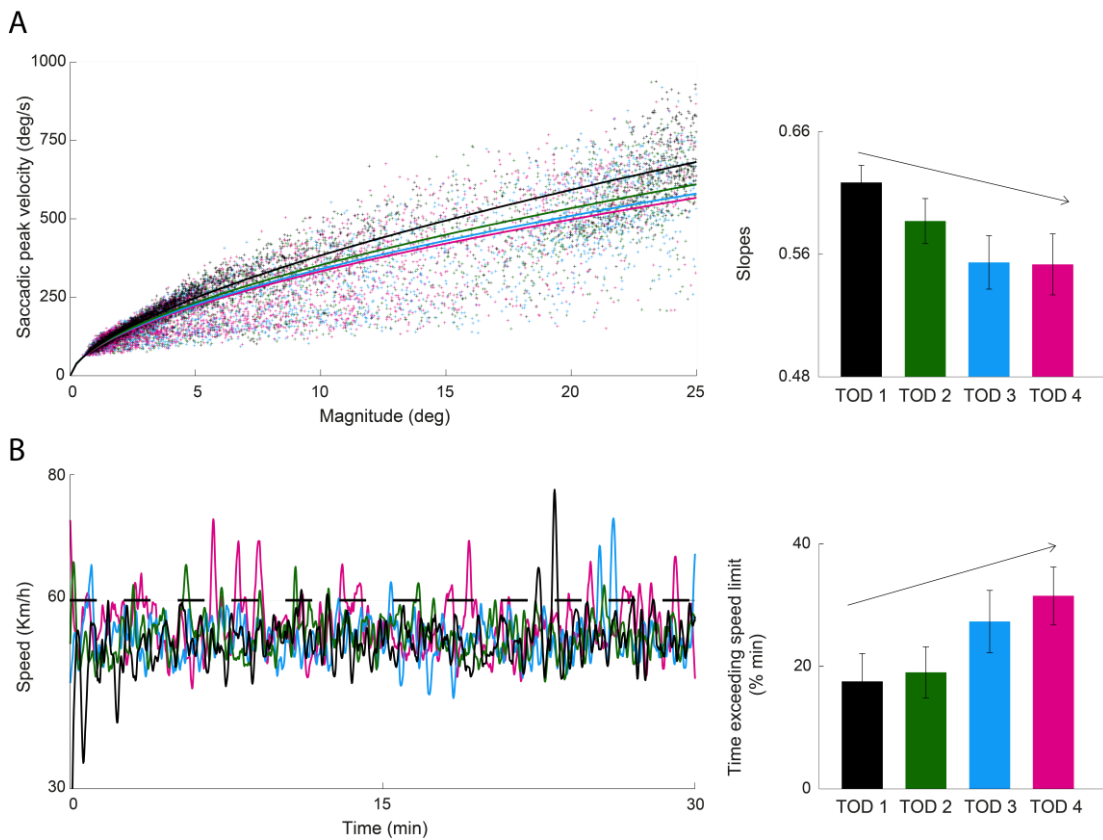 A
1000
750
500
250
0
Saccadic peak velocity (deg/s)
0
5
10
15
20
25
Magnitude (deg)
0.66
0.56
0.48
Slopes
TOD 1 TOD 2 TOD 3 TOD 4
B
80
60
30
Speed (Km/h)
0
15
30
Time (min)
40
20
0
Time exceeding speed limit
(% min)
TOD 1 TOD 2 TOD 3 TOD 4